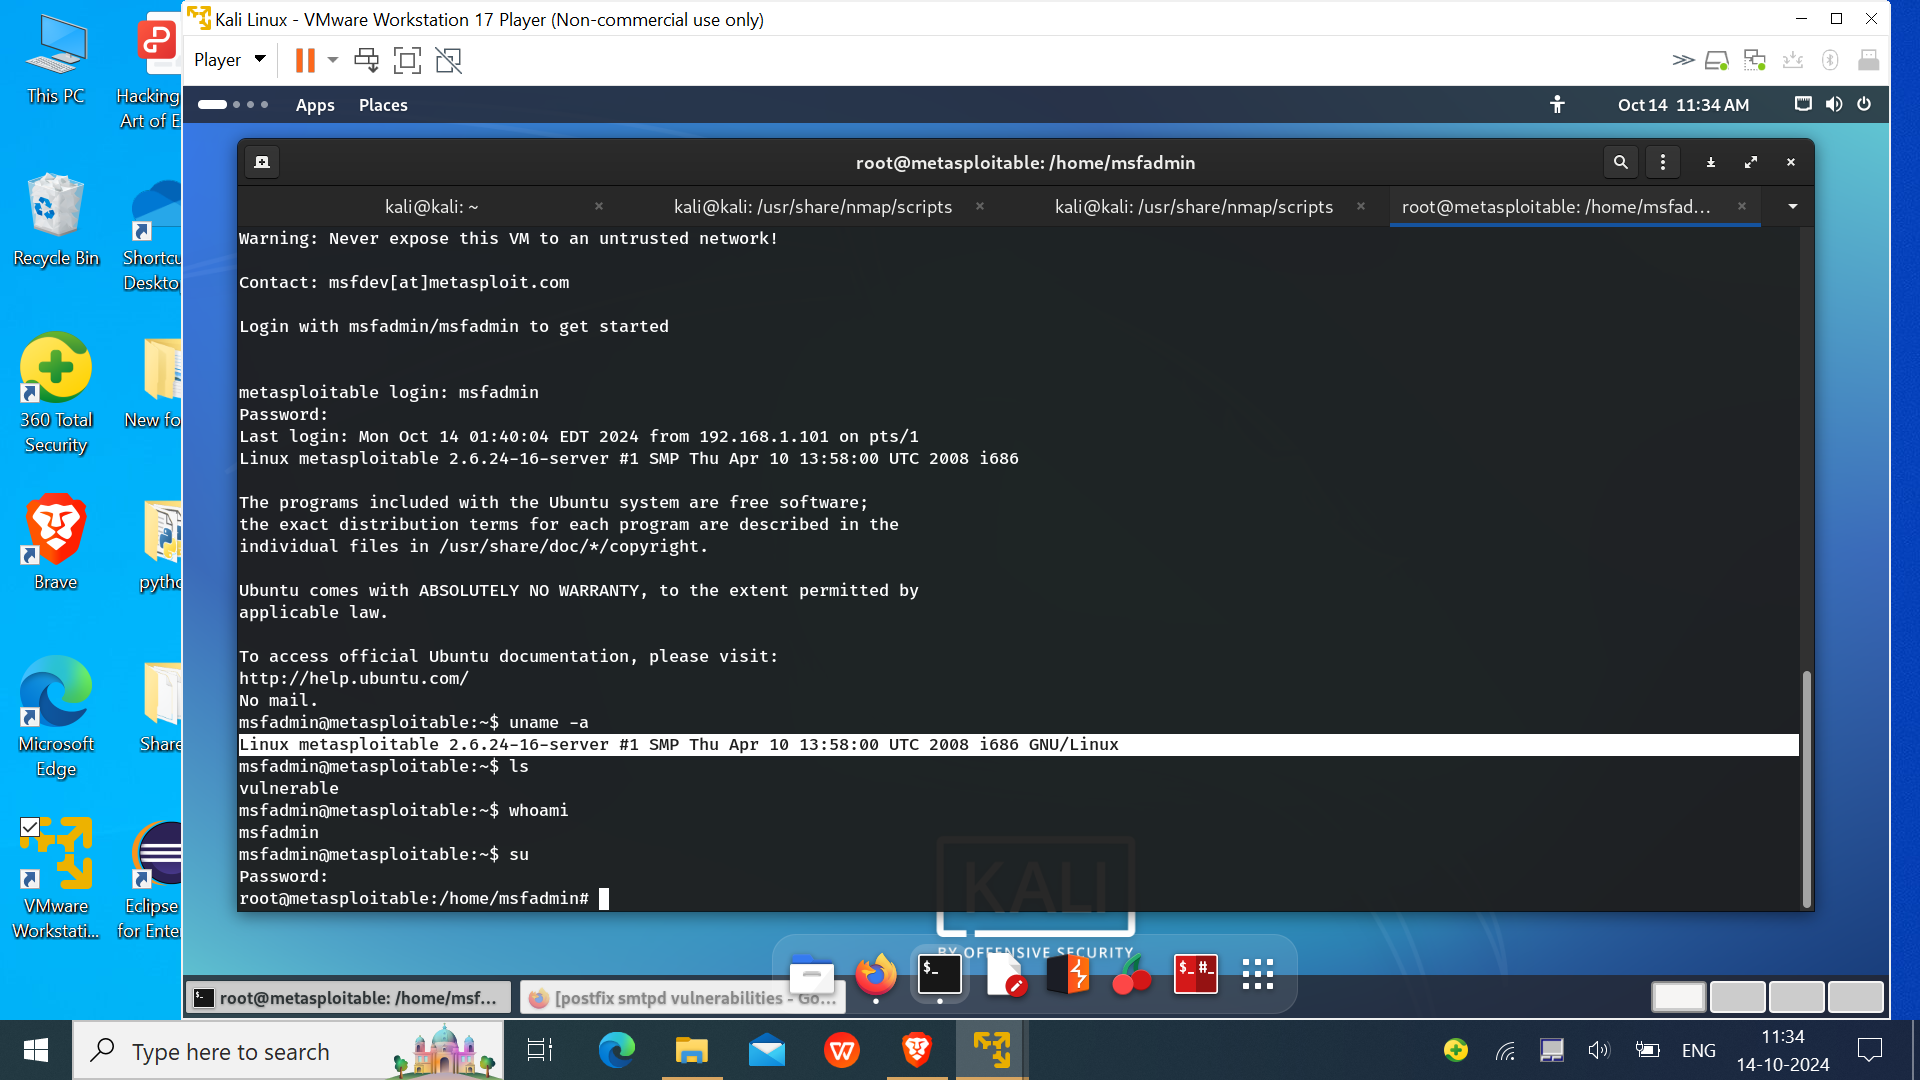 Kali Linux - VMware Workstation 17 Player (Non-commercial use only)
Player
Apps
Places
Oct 14 11:34 AM
root@metasploitable: /home/msfadmin
kali@kali: ~
kali@kali: /usr/share/nmap/scripts
kali@kali: /usr/share/nmap/scripts
root@metasploitable: /home/msfad...
Warning: Never expose this VM to an untrusted network!
Contact: msfdev[at]metasploit.com
Login with msfadmin/msfadmin to get started
metasploitable login: msfadmin
Password:
Last login: Mon Oct 14 01:40:04 EDT 2024 from 192.168.1.101 on pts/1
Linux metasploitable 2.6.24-16-server #1 SMP Thu Apr 10 13:58:00 UTC 2008 i686
The programs included with the Ubuntu system are free software;
the exact distribution terms for each program are described in the
individual files in /usr/share/doc/*/copyright.
Ubuntu comes with ABSOLUTELY NO WARRANTY, to the extent permitted by
applicable law.
To access official Ubuntu documentation, please visit:
http://help.ubuntu.com/
No mail.
msfadmin@metasploitable:~$ uname -a
Linux metasploitable 2.6.24-16-server #1 SMP Thu Apr 10 13:58:00 UTC 2008 i686 GNU/Linux
msfadmin@metasploitable:~$ ls
vulnerable
msfadmin@metasploitable:~$ whoami
msfadmin
msfadmin@metasploitable:~$ su
Password:
root@metasploitable:/home/msfadmin#
KALI
BY OFFENSIVE SECURITY
root@metasploitable: /home/msf...
[postfix smtpd vulnerabilities - Go...
This PC
Hacking
Art of E
Recycle Bin
Shortcu
Deskto
360 Total
Security
New fo
Brave
pytho
Microsoft
Edge
Share
VMware
Workstati...
Eclipse
for Ente
Type here to search
ENG
11:34
14-10-2024